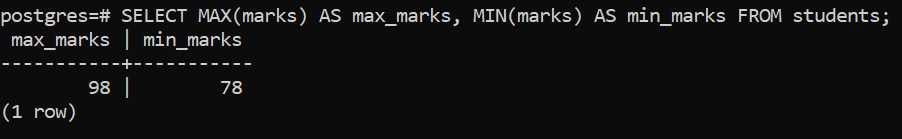 postgres=# SELECT MAX(marks) AS max_marks, MIN(marks) AS min_marks FROM students;
 max_marks | min_marks
-----------+-----------
        98 |        78
(1 row)